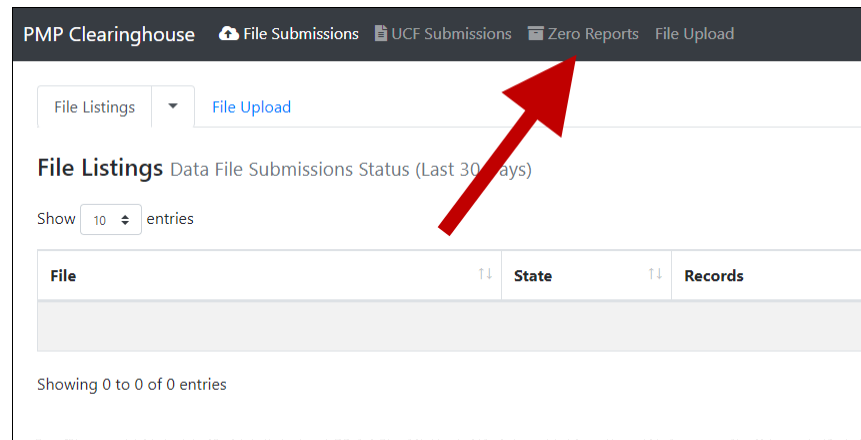 PMP Clearinghouse File Submissions UCF Submissions Zero Reports File Upload
File Listings File Upload
File Listings Data File Submissions Status (Last 30 Days)
Show 10 entries
File State Records
Showing 0 to 0 of 0 entries